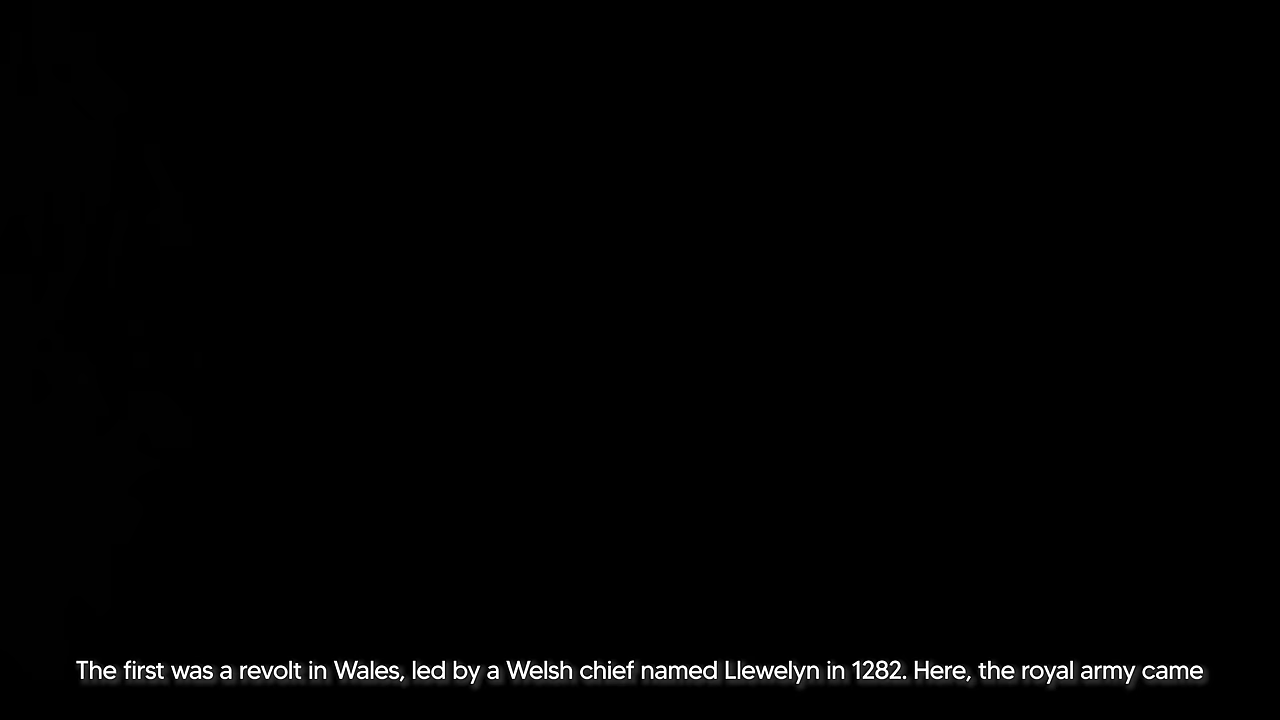 The first was a revolt in Wales, led by a Welsh chief named Llewelyn in 1282. Here, the royal army came